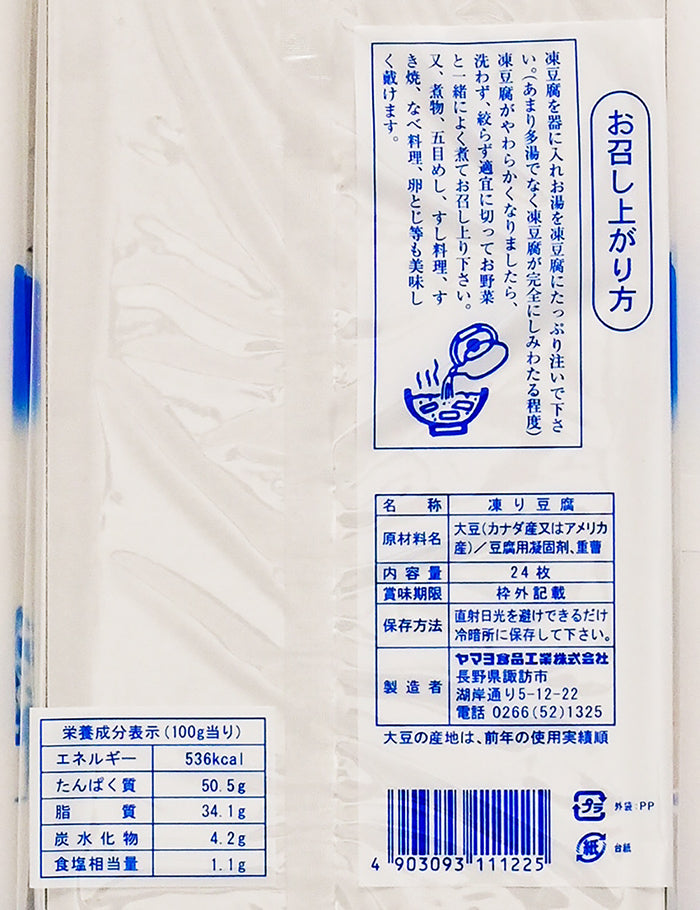 お召し上がり方
凍豆腐を器に入れお湯を凍豆腐にたっぷり注いで下さ
い。(あまり多湯でなく凍豆腐が完全にしみわたる程度)
凍豆腐がやわらかくなりましたら、
洗わず、絞らず適宜に切ってお野菜
と一緒によく煮てお召し上り下さい。
又、煮物、五目めし、すし料理、す
き焼、なべ料理、卵とじ等も美味し
く戴けます。
名称 凍り豆腐
原材料名 大豆(カナダ産又はアメリカ
産)/豆腐用凝固剤、重曹
内容量 24枚
賞味期限 枠外記載
保存方法 直射日光を避けできるだけ
冷暗所に保存して下さい。
製造者 ヤマヨ食品工業株式会社
長野県諏訪市
湖岸通り5-12-22
電話 0266(52)1325
大豆の産地は、前年の使用実績順
栄養成分表示(100g当り)
エネルギー 536kcal
たんぱく質 50.5g
脂質 34.1g
炭水化物 4.2g
食塩相当量 1.1g
4 903093 111225
プラ 外袋:PP
紙 台紙